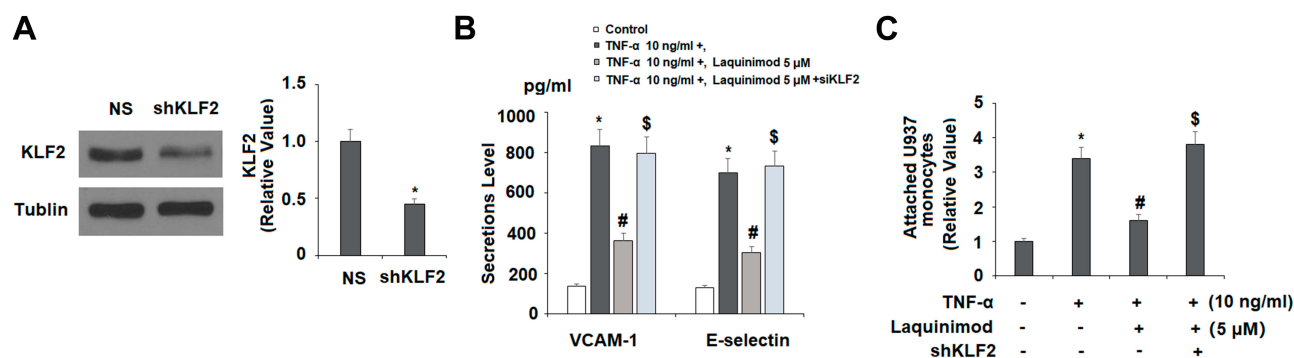 A
NS shKLF2
KLF2
Tublin
KLF2
(Relative Value)
1.5
1.0
0.5
0
*
NS shKLF2
B
Control
TNF-α 10 ng/ml +,
TNF-α 10 ng/ml +, Laquinimod 5 μM
TNF-α 10 ng/ml +, Laquinimod 5 μM +siKLF2
pg/ml
Secretions Level
1000
800
600
400
200
0
* # $ * # $
VCAM-1 E-selectin
C
Attached U937
monocytes
(Relative Value)
5
4
3
2
1
0
* # $
TNF-α - + + + (10 ng/ml)
Laquinimod - - + + (5 μM)
shKLF2 - - - +